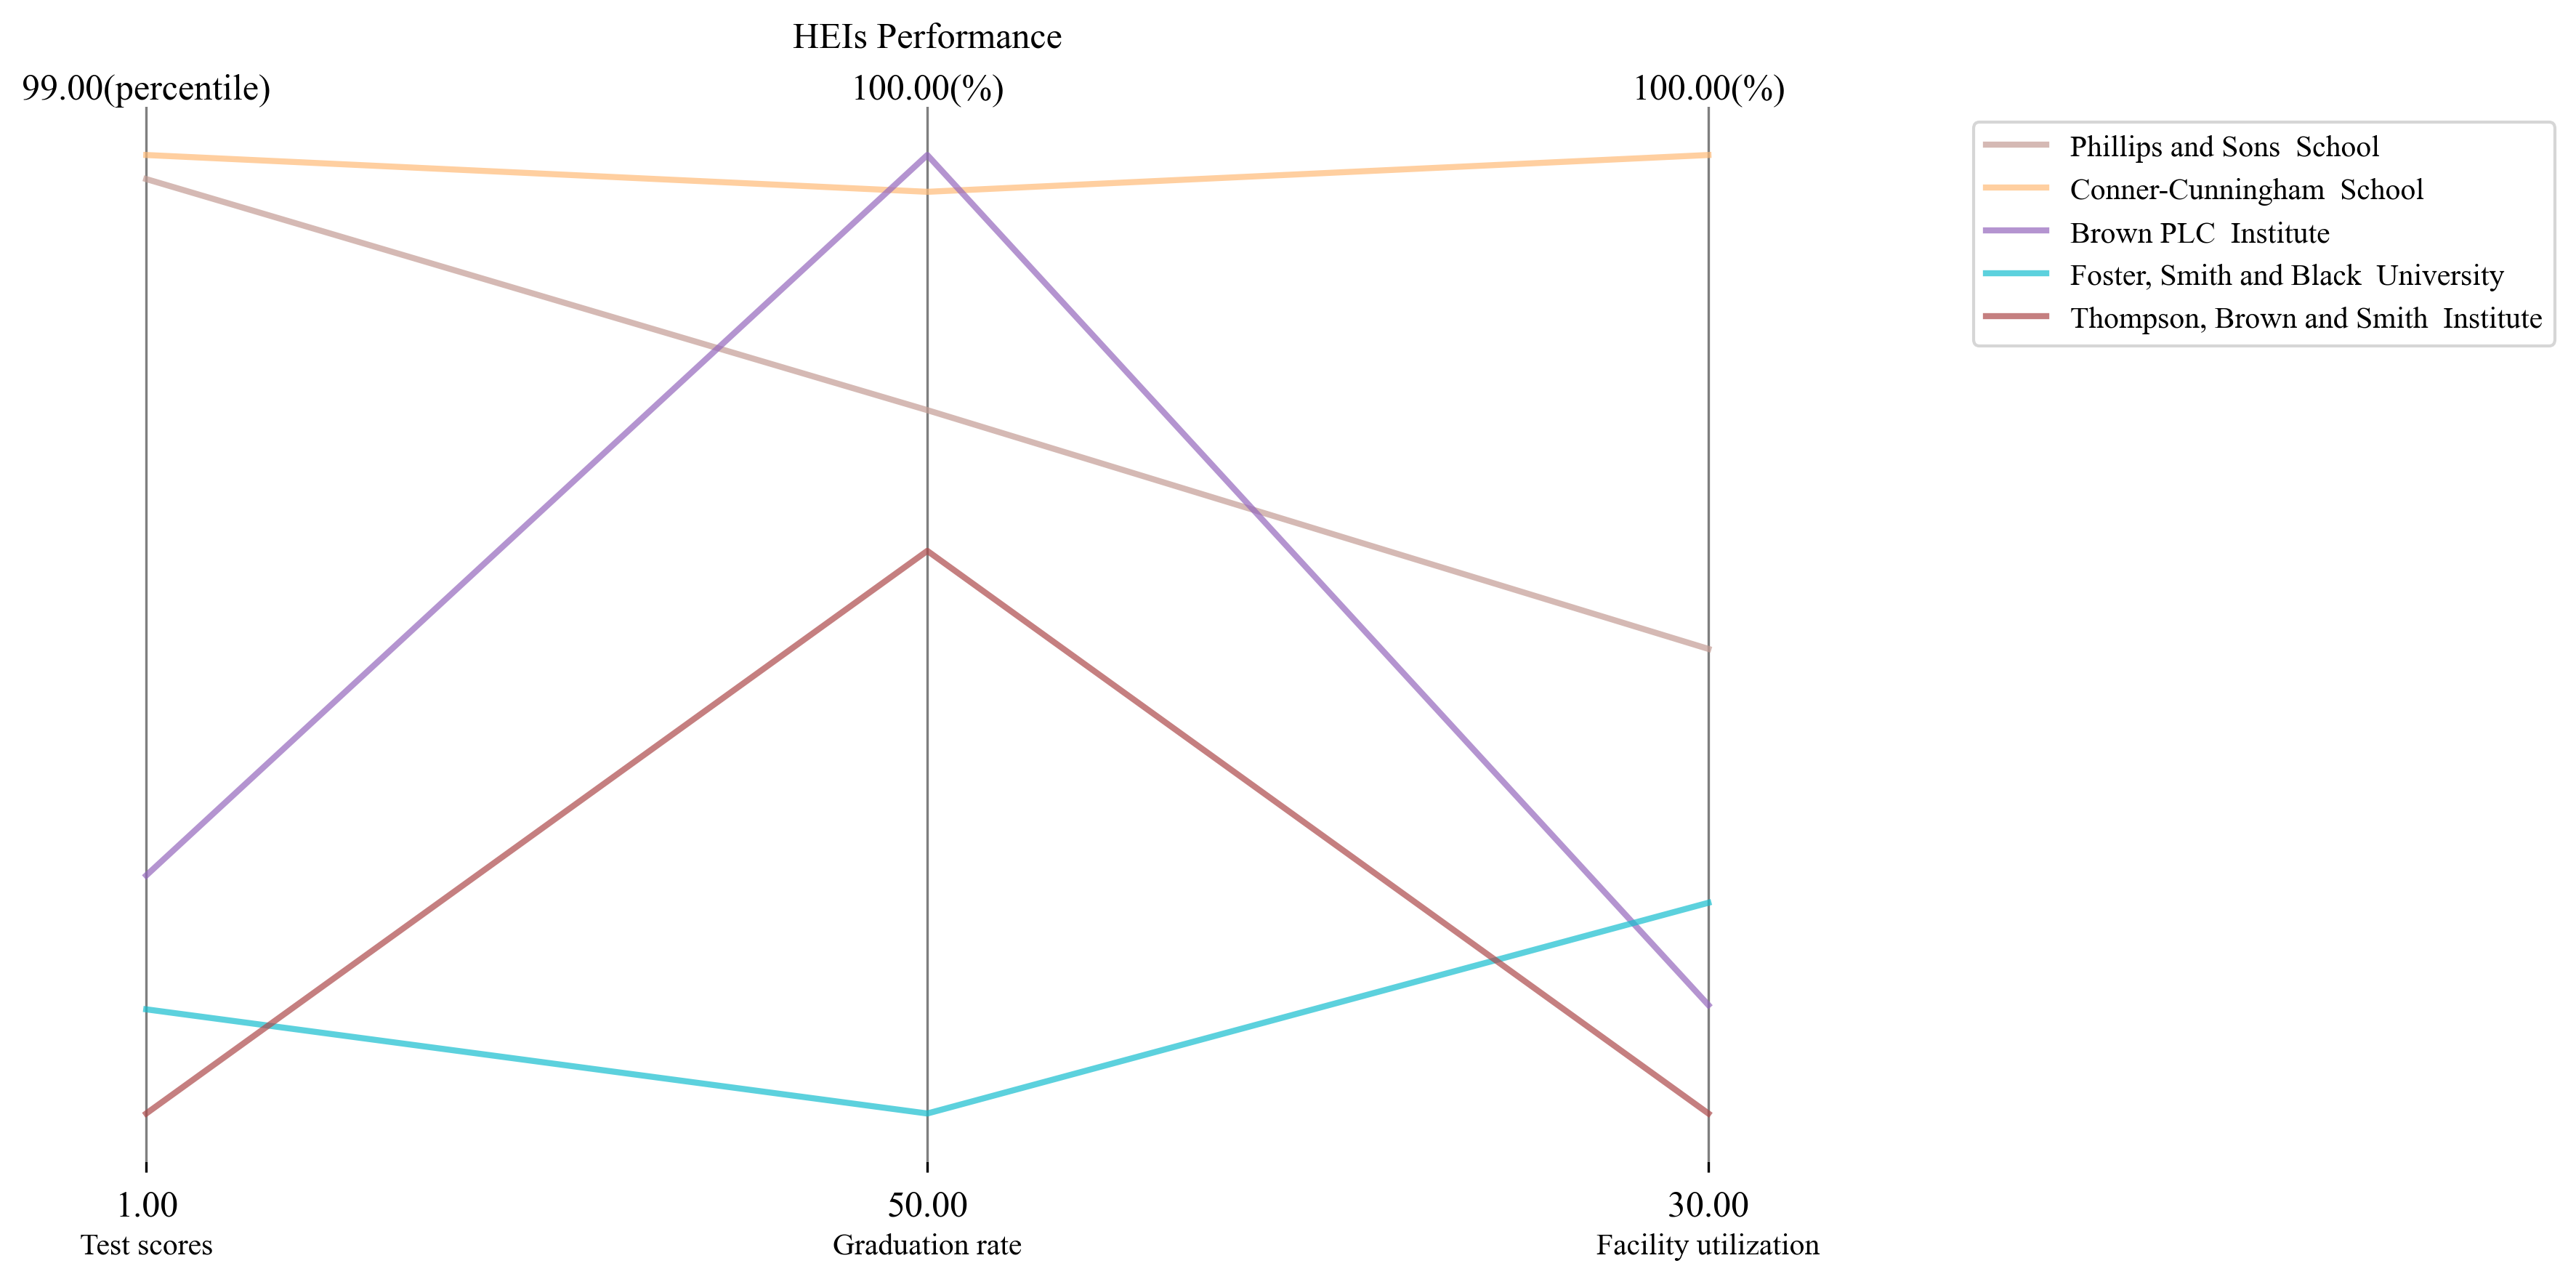 HEIs Performance
99.00(percentile)
100.00(%)
100.00(%)
Phillips and Sons  School
Conner-Cunningham  School
Brown PLC  Institute
Foster, Smith and Black  University
Thompson, Brown and Smith  Institute
1.00
50.00
30.00
Test scores
Graduation rate
Facility utilization